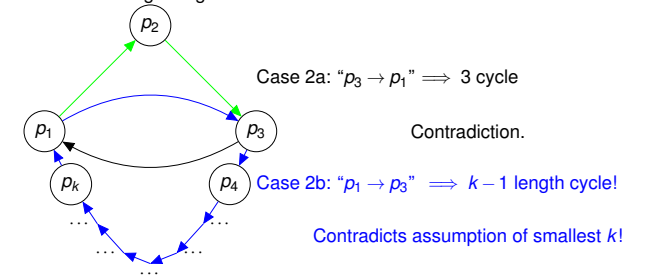 p2
Case 2a: “p3 → p1” ⟹ 3 cycle
p1
p3
Contradiction.
pk
p4
Case 2b: “p1 → p3” ⟹ k − 1 length cycle!
... ...
Contradicts assumption of smallest k!
... ...
...